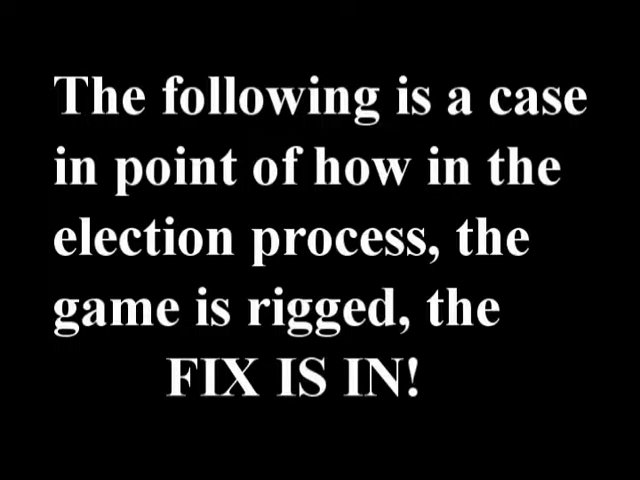 The following is a case
in point of how in the
election process, the
game is rigged, the
FIX IS IN!